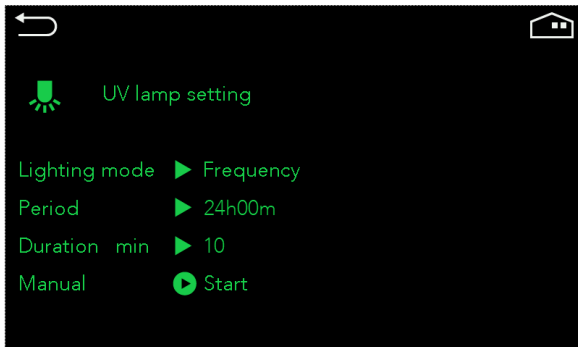 UV lamp setting
Lighting mode Frequency
Period 24h00m
Duration min 10
Manual Start